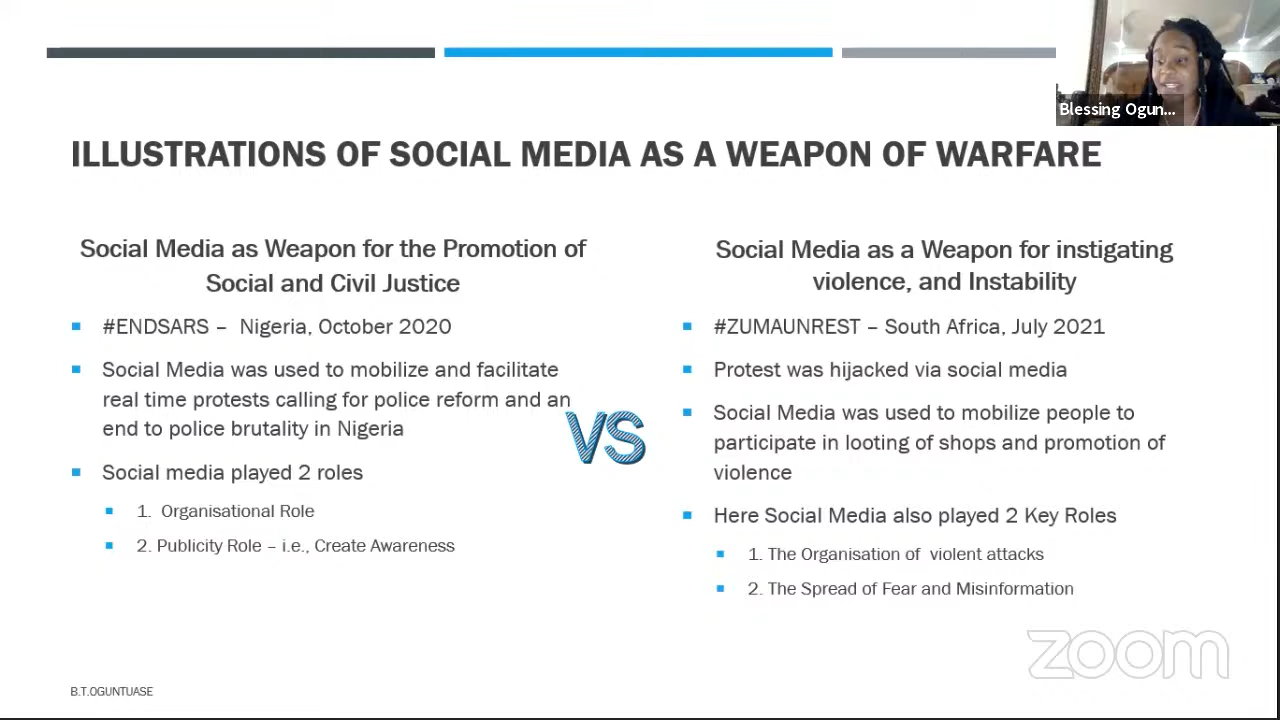 Blessing Ogun...
ILLUSTRATIONS OF SOCIAL MEDIA AS A WEAPON OF WARFARE
Social Media as Weapon for the Promotion of
Social and Civil Justice
#ENDSARS – Nigeria, October 2020
Social Media was used to mobilize and facilitate
real time protests calling for police reform and an
end to police brutality in Nigeria
Social media played 2 roles
1. Organisational Role
2. Publicity Role – i.e., Create Awareness
VS
Social Media as a Weapon for instigating
violence, and Instability
#ZUMAUNREST – South Africa, July 2021
Protest was hijacked via social media
Social Media was used to mobilize people to
participate in looting of shops and promotion of
violence
Here Social Media also played 2 Key Roles
1. The Organisation of violent attacks
2. The Spread of Fear and Misinformation
zoom
B.T.OGUNTUASE